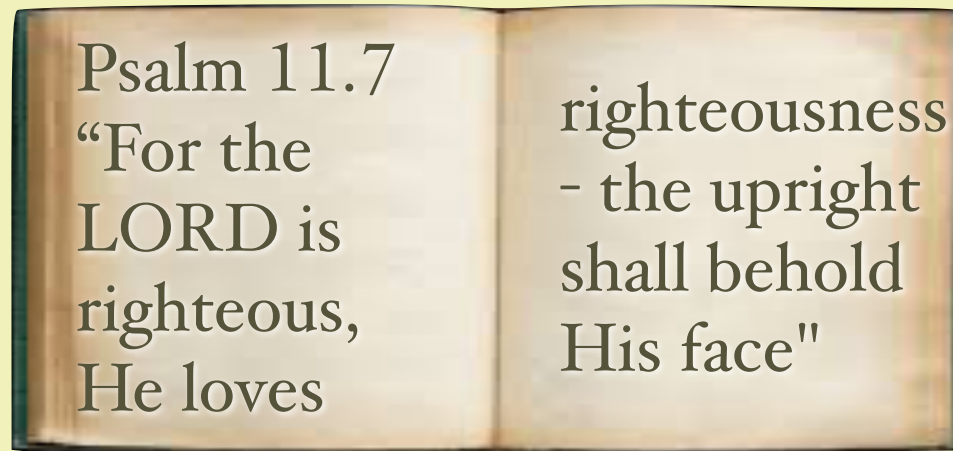 Psalm 11.7
“For the
LORD is
righteous,
He loves
righteousness
- the upright
shall behold
His face"